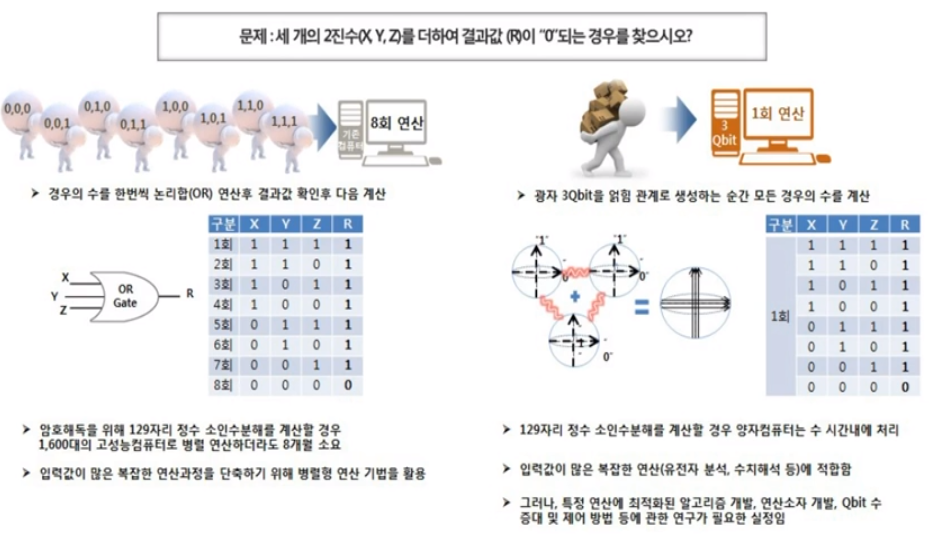 문제 : 세 개의 2진수(X Y, Z)를 더하여 결과값 (R)이 "0"되는 경우를 찾으시오?
0,0,0
0,0,1
0,1,0
0,1,1
1,0,0
1,0,1
1,1,0
1,1,1
기존
컴퓨터
8회 연산
3
Qbit
1회 연산
➤ 경우의 수를 한번씩 논리합(OR) 연산후 결과값 확인후 다음 계산
X
Y
Z
OR
Gate
R
구분 X Y Z R
1회 1 1 1 1
2회 1 1 0 1
3회 1 0 1 1
4회 1 0 0 1
5회 0 1 1 1
6회 0 1 0 1
7회 0 0 1 1
8회 0 0 0 0
➤ 암호해독을 위해 129자리 정수 소인수분해를 계산할 경우
1,600대의 고성능컴퓨터로 병렬 연산하더라도 8개월 소요
➤ 입력값이 많은 복잡한 연산과정을 단축하기 위해 병렬형 연산 기법을 활용
➤ 광자 3Qbit을 얽힘 관계로 생성하는 순간 모든 경우의 수를 계산
"1"
0"
"1"
0"
+
1
0"
=
구분 X Y Z R
1회
1 1 1 1
1 1 0 1
1 0 1 1
1 0 0 1
0 1 1 1
0 1 0 1
0 0 1 1
0 0 0 0
➤ 129자리 정수 소인수분해를 계산할 경우 양자컴퓨터는 수 시간내에 처리
➤ 입력값이 많은 복잡한 연산(유전자 분석, 수치해석 등)에 적합함
➤ 그러나, 특정 연산에 최적화된 알고리즘 개발, 연산소자 개발, Qbit 수
증대 및 제어 방법 등에 관한 연구가 필요한 실정임